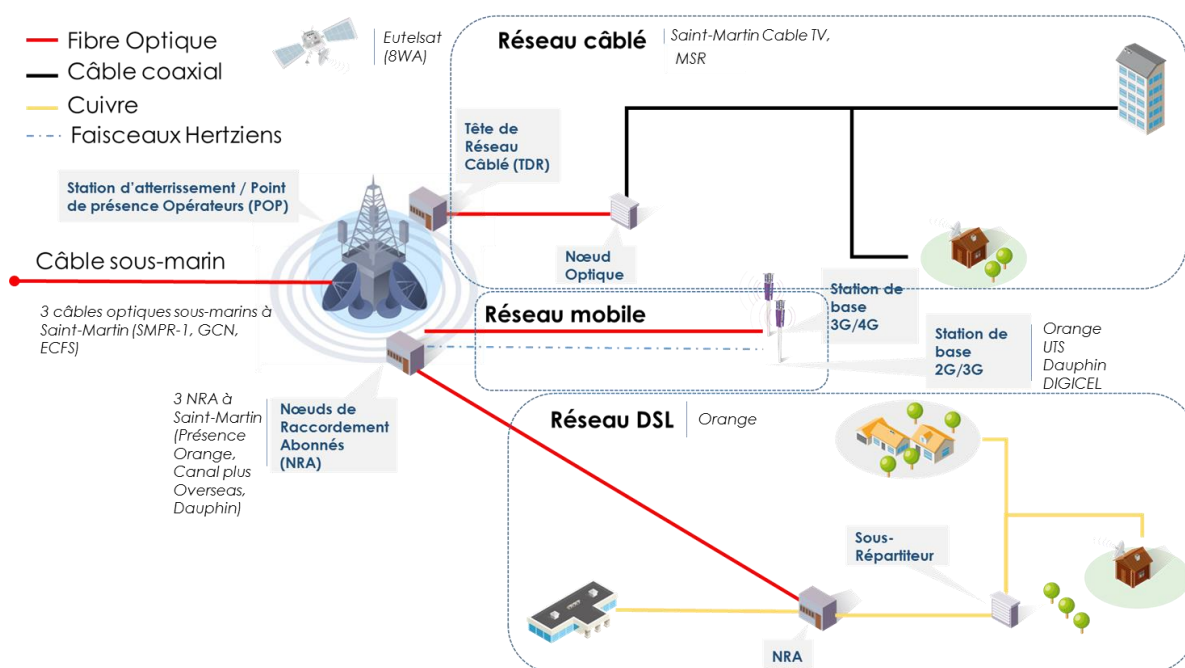 Fibre Optique
Câble coaxial
Cuivre
Faisceaux Hertziens
Eutelsat
(8WA)
Réseau câblé
Saint-Martin Cable TV,
MSR
Tête de
Réseau
Câblé (TDR)
Station d'atterrissement / Point
de présence Opérateurs (POP)
Nœud
Optique
Câble sous-marin
3 câbles optiques sous-marins à
Saint-Martin (SMPR-1, GCN,
ECFS)
Réseau mobile
Station de
base
3G/4G
Station de
base
2G/3G
Orange
UTS
Dauphin
DIGICEL
3 NRA à
Saint-Martin
(Présence
Orange,
Canal plus
Overseas,
Dauphin)
Nœuds de
Raccordement
Abonnés
(NRA)
Réseau DSL
Orange
Sous-
Répartiteur
NRA